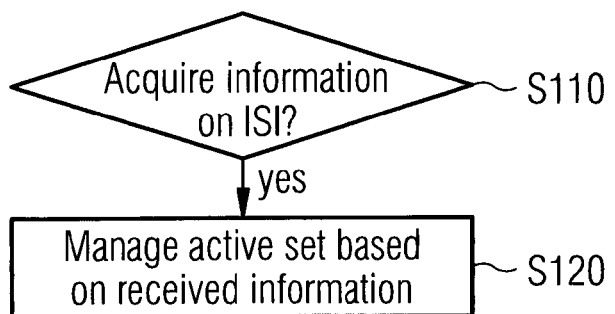 Acquire information
on ISI?
S110
yes
Manage active set based
on received information
S120